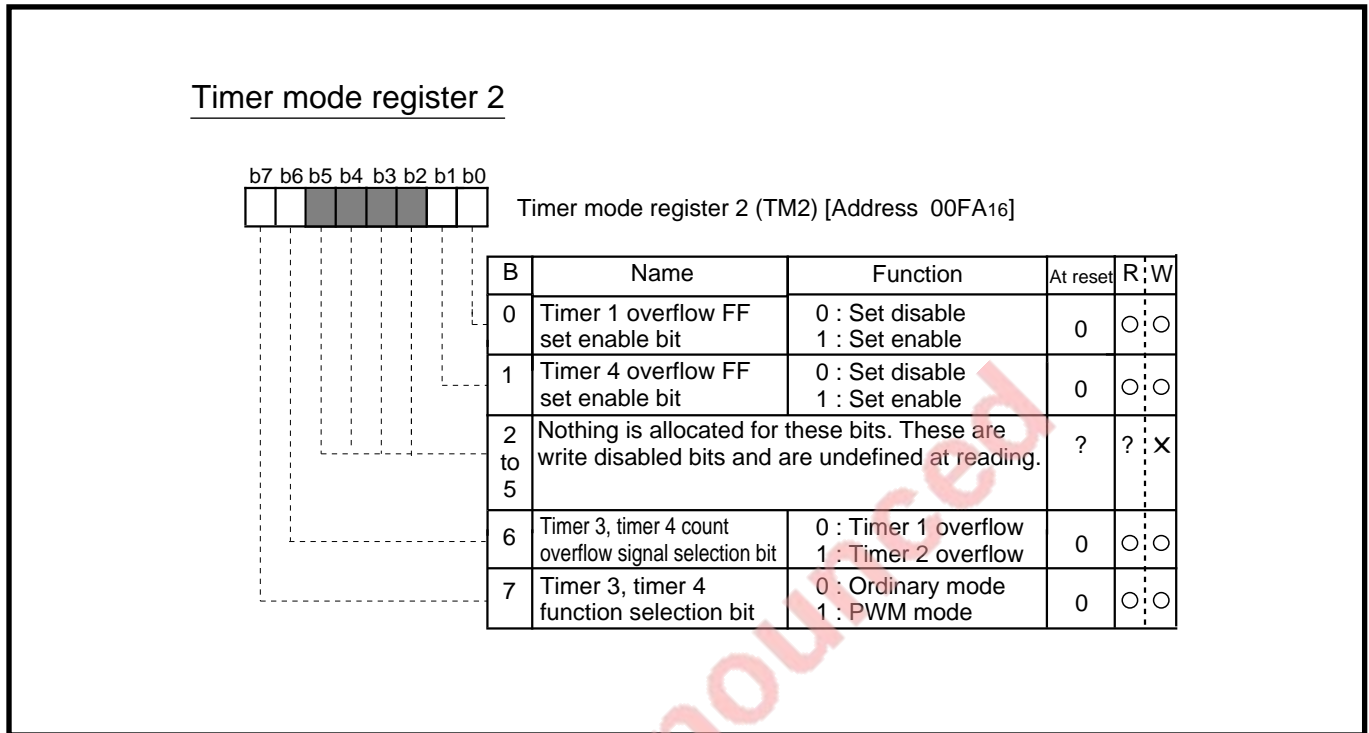 Timer mode register 2
b7 b6 b5 b4 b3 b2 b1 b0
Timer mode register 2 (TM2) [Address 00FA16]
B Name Function At reset R W
0 Timer 1 overflow FF 0 : Set disable 0 ○ ○
set enable bit 1 : Set enable
1 Timer 4 overflow FF 0 : Set disable 0 ○ ○
set enable bit 1 : Set enable
2 Nothing is allocated for these bits. These are ? ? ×
to write disabled bits and are undefined at reading.
5
6 Timer 3, timer 4 count 0 : Timer 1 overflow 0 ○ ○
overflow signal selection bit 1 : Timer 2 overflow
7 Timer 3, timer 4 0 : Ordinary mode 0 ○ ○
function selection bit 1 : PWM mode